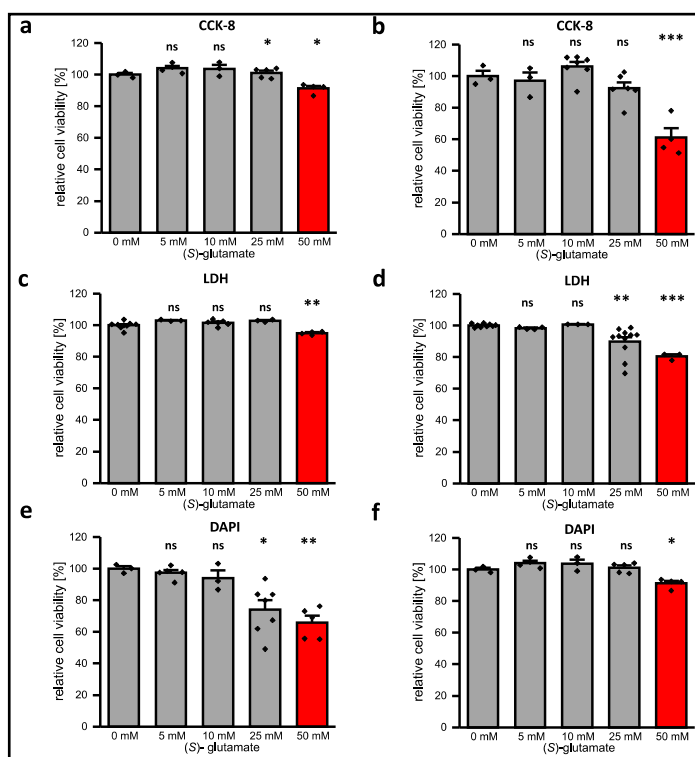 a
CCK-8
ns ns * *
relative cell viability [%]
120
100
80
60
40
20
0
0 mM 5 mM 10 mM 25 mM 50 mM
(S)-glutamate
b
CCK-8
ns ns ns ***
relative cell viability [%]
120
100
80
60
40
20
0
0 mM 5 mM 10 mM 25 mM 50 mM
(S)-glutamate
c
LDH
ns ns ns **
relative cell viability [%]
120
100
80
60
40
20
0
0 mM 5 mM 10 mM 25 mM 50 mM
(S)-glutamate
d
LDH
ns ns ** ***
relative cell viability [%]
120
100
80
60
40
20
0
0 mM 5 mM 10 mM 25 mM 50 mM
(S)-glutamate
e
DAPI
ns ns * **
relative cell viability [%]
120
100
80
60
40
20
0
0 mM 5 mM 10 mM 25 mM 50 mM
(S)- glutamate
f
DAPI
ns ns ns *
relative cell viability [%]
120
100
80
60
40
20
0
0 mM 5 mM 10 mM 25 mM 50 mM
(S)-glutamate